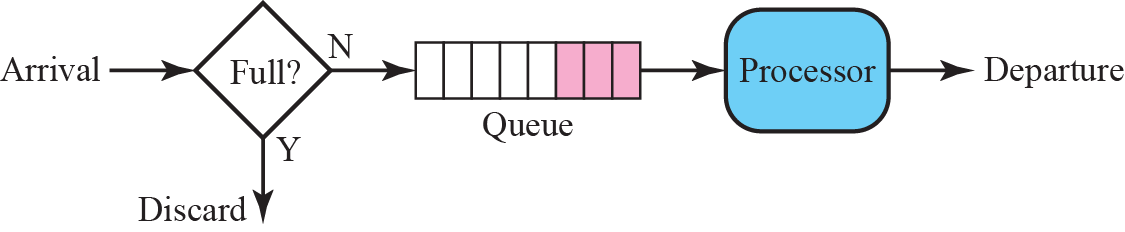 Arrival
Full?
N
Y
Discard
Queue
Processor
Departure